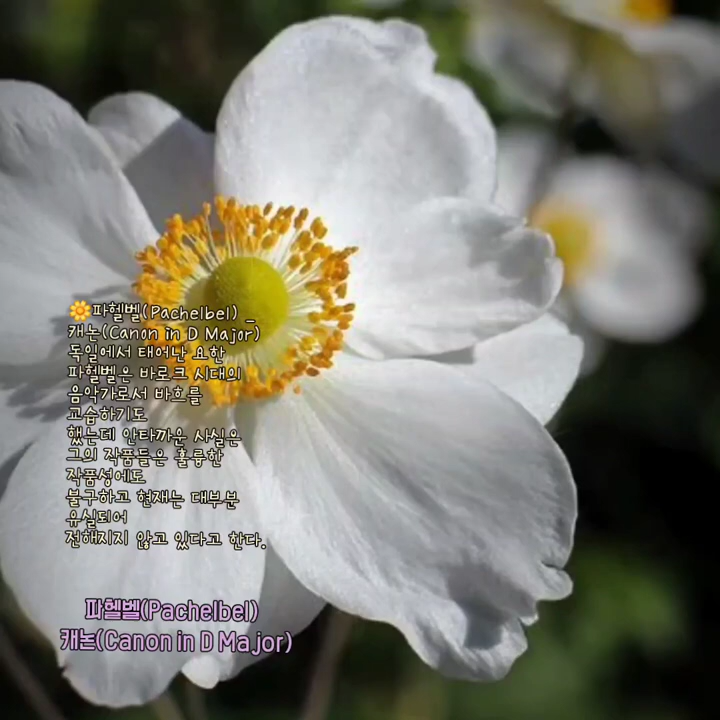 🌼파헬벨(Pachelbel) _
캐논(Canon in D Major)
독일에서 태어난 요한
파헬벨은 바로크 시대의
음악가로서 바흐를
교습하기도
했는데 안타까운 사실은
그의 작품들은 훌륭한
작품성에도
불구하고 현재는 대부분
유실되어
전해지지 않고 있다고 한다.
파헬벨(Pachelbel)
캐논(Canon in D Major)